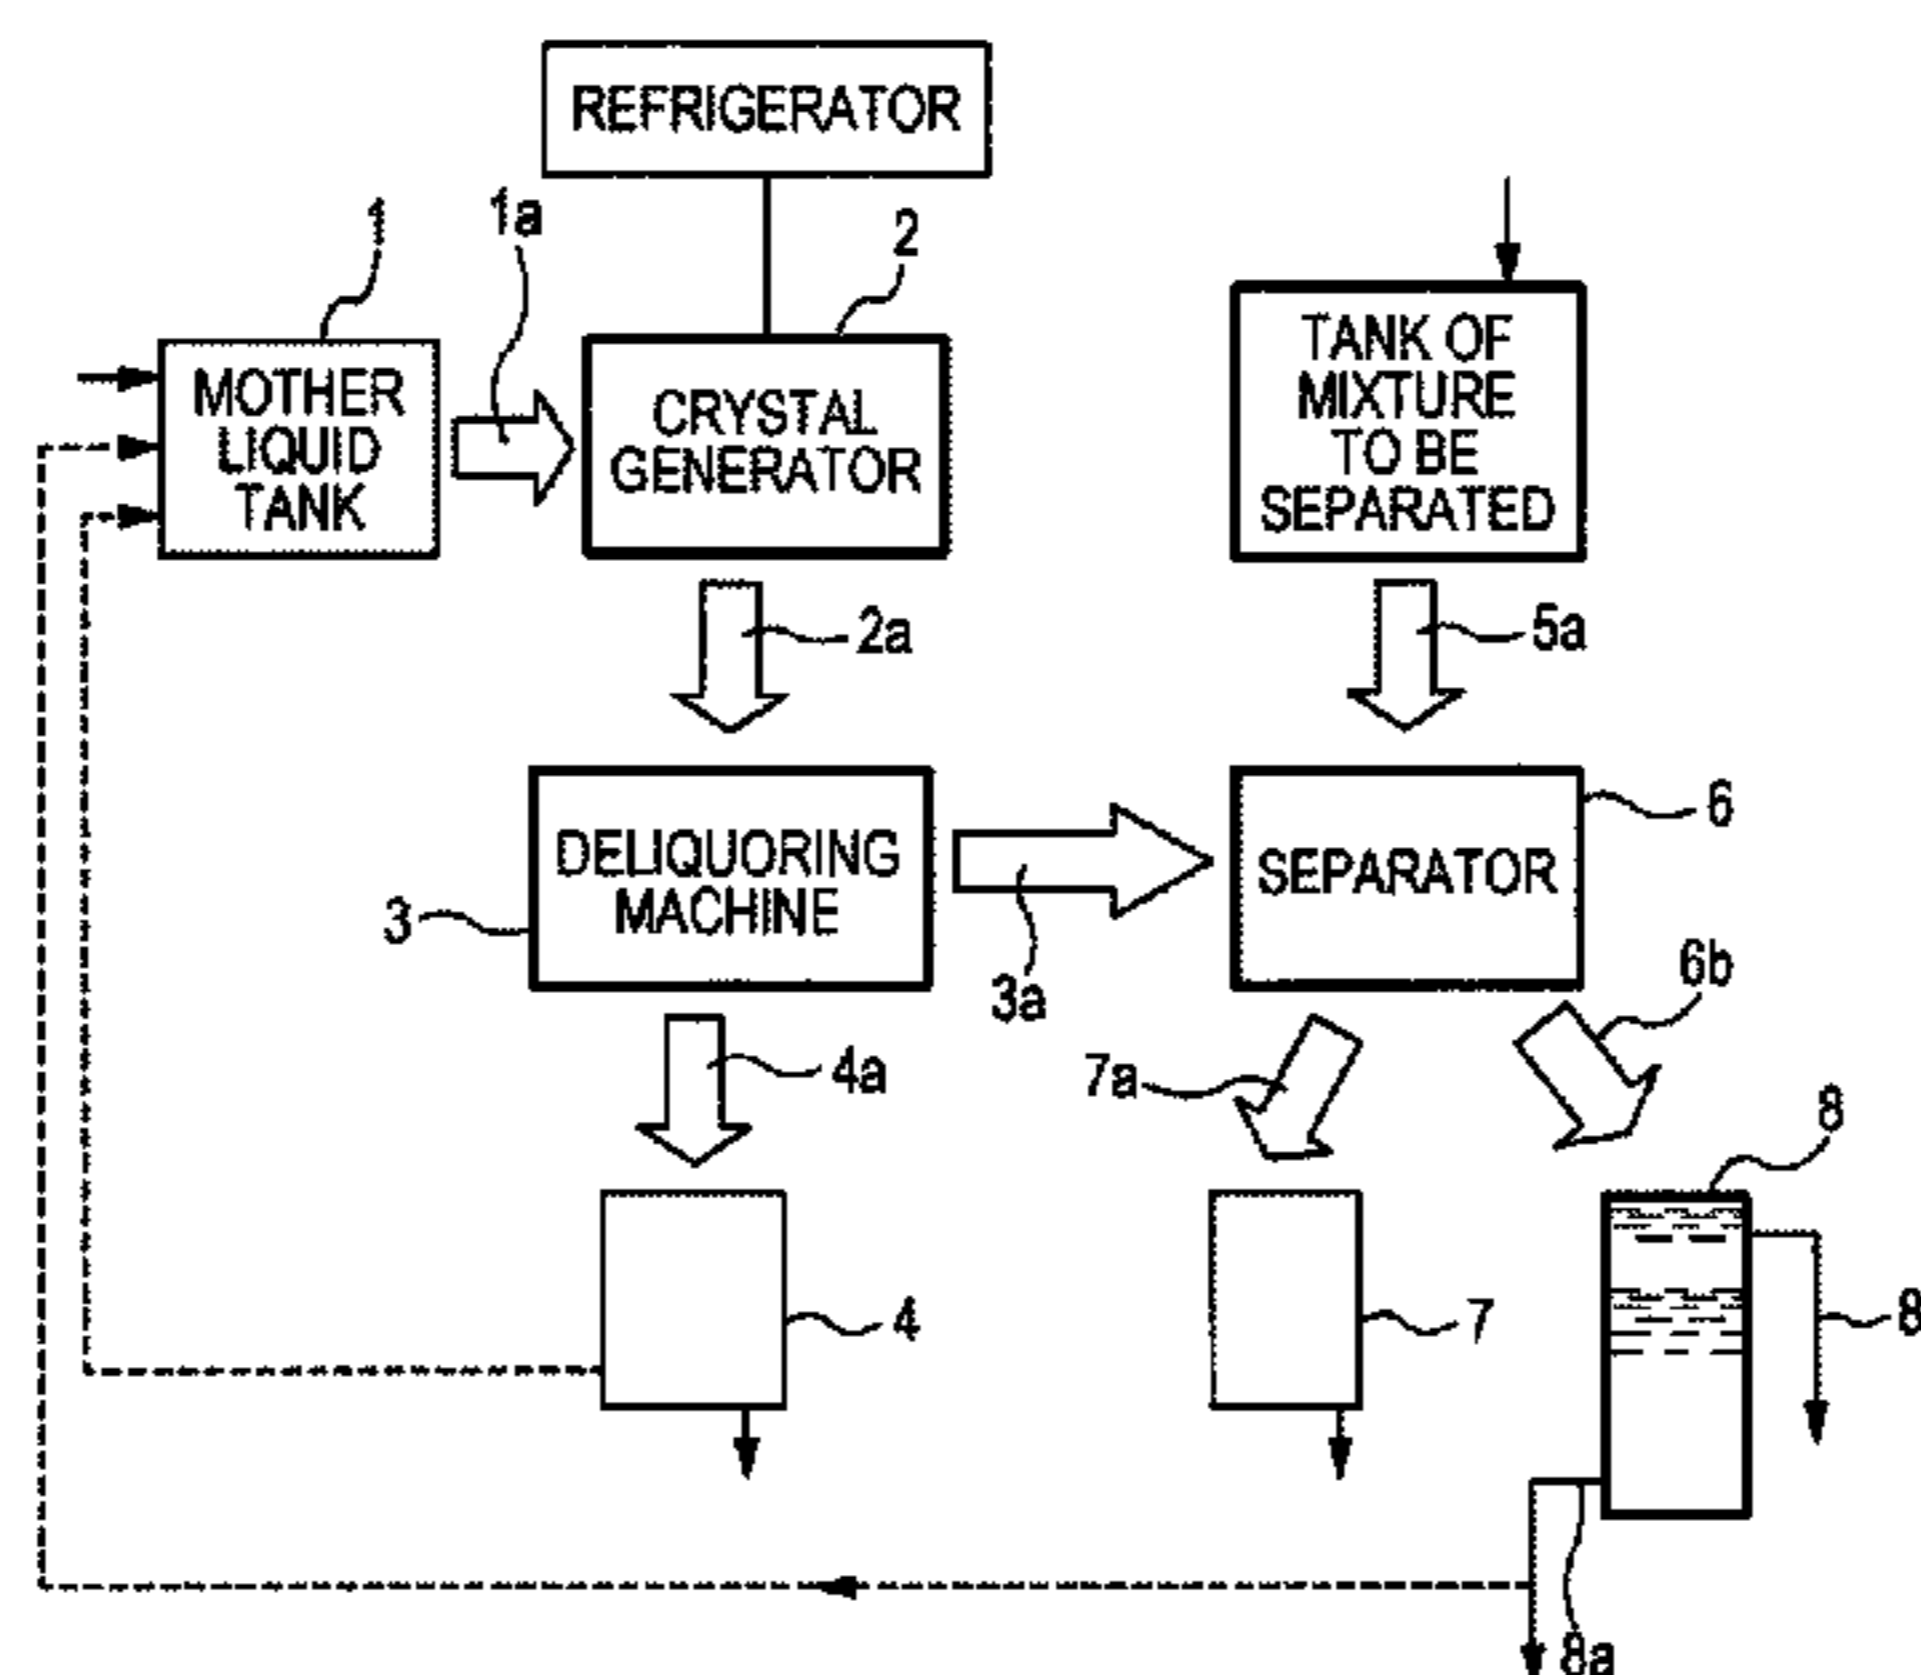 REFRIGERATOR
1
1a
2
MOTHER
LIQUID
TANK
CRYSTAL
GENERATOR
TANK OF
MIXTURE
TO BE
SEPARATED
2a
5a
DELIQUORING
MACHINE
SEPARATOR
6
3
3a
6b
4a
7a
8
4
7
8
8a